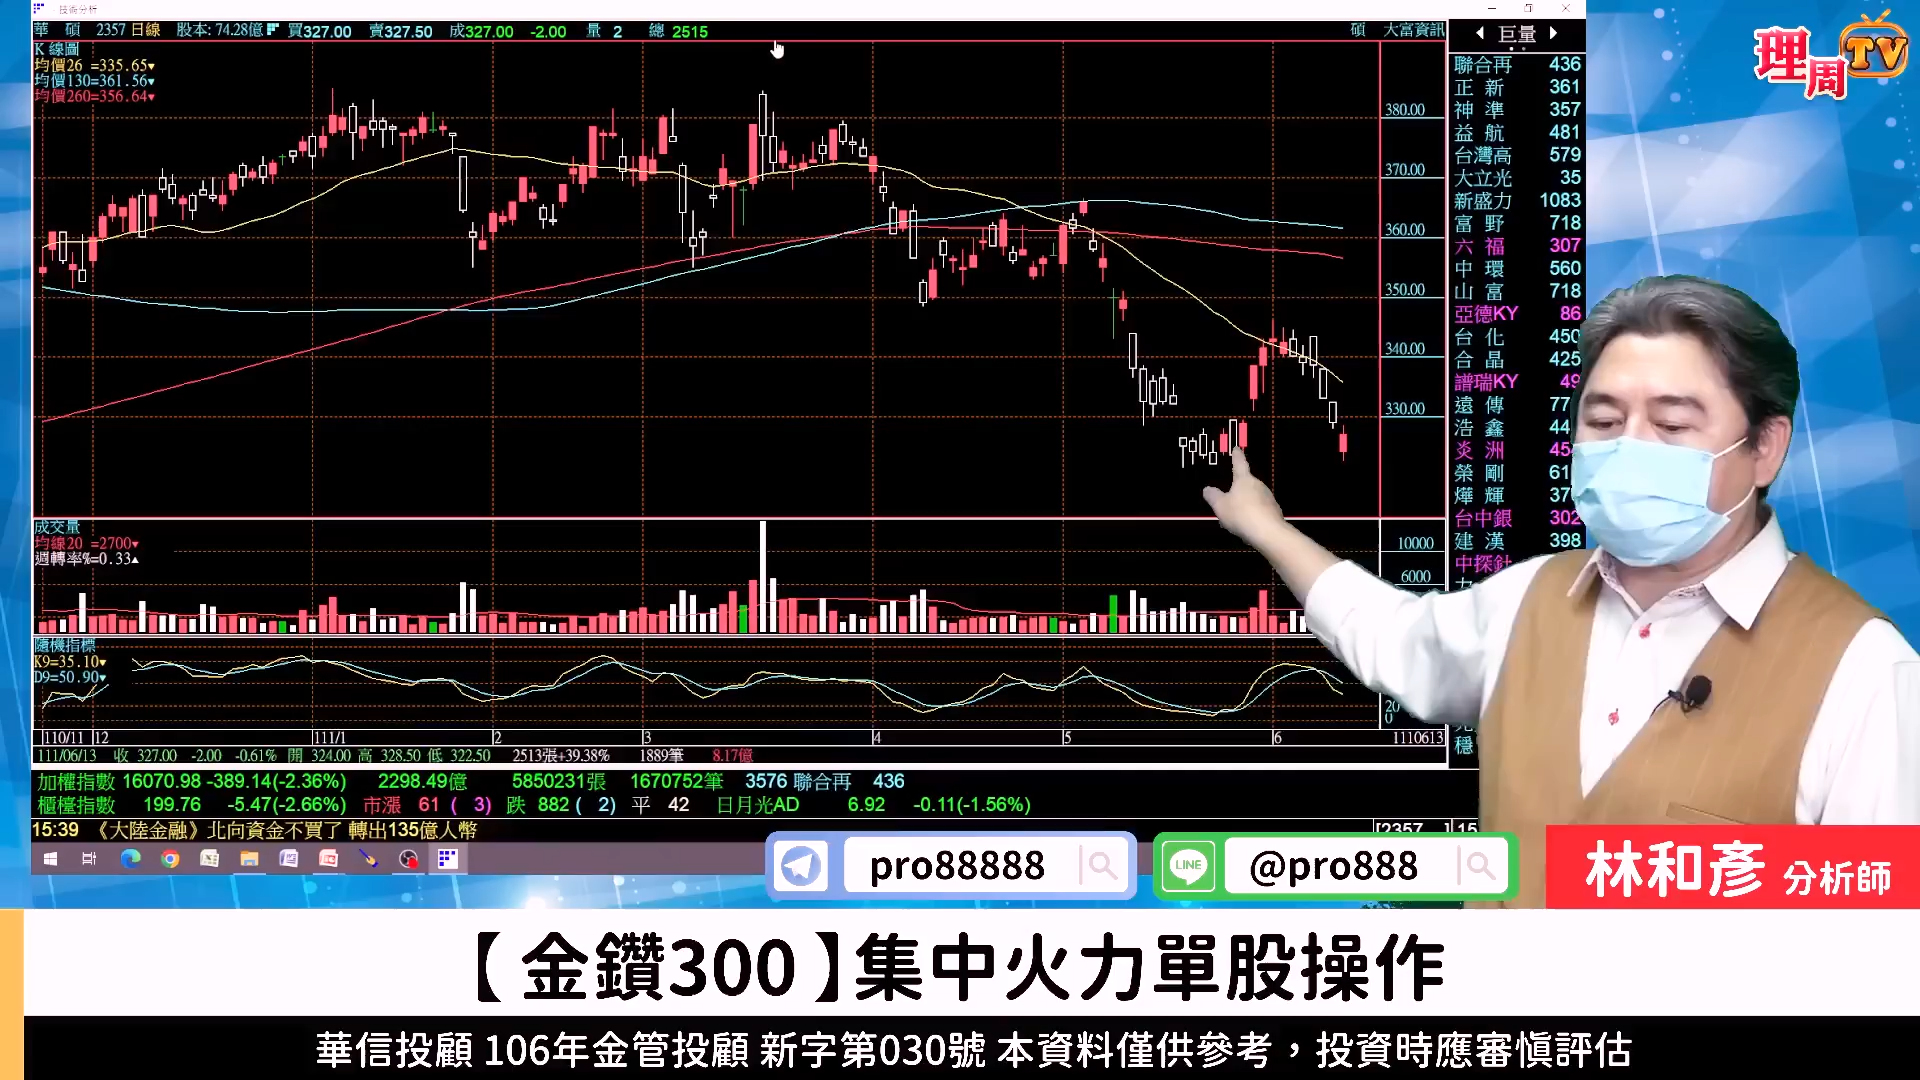 技術分析
華 碩 2357 日線 股本: 74.28億 買327.00 賣327.50 成327.00 -2.00 量 2 總 2515 碩 大富資訊
K 線圖
均價26 =335.65▾
均價130=361.56▾
均價260=356.64▾
380.00
370.00
360.00
350.00
340.00
330.00
成交量
均線20 =2700▾
週轉率%=0.33▴
10000
6000
隨機指標
K9=35.10▾
D9=50.90▾
20
0
110/11 12 111/1 2 3 4 5 6 1110613
111/06/13 收 327.00 -2.00 -0.61% 開 324.00 高 328.50 低 322.50 2513張+39.38% 1889筆 8.17億
加權指數 16070.98 -389.14(-2.36%) 2298.49億 5850231張 1670752筆 3576 聯合再 436
櫃檯指數 199.76 -5.47(-2.66%) 市漲 61 ( 3) 跌 882 ( 2) 平 42 日月光AD 6.92 -0.11(-1.56%)
15:39 《大陸金融》北向資金不買了 轉出135億人幣
巨量
聯合再 436
正 新 361
神 準 357
益 航 481
台灣高 579
大立光 35
新盛力 1083
富 野 718
六 福 307
中 環 560
山 富 718
亞德KY 86
台 化 450
合 晶 425
譜瑞KY 49
遠 傳 77
浩 鑫 44
炎 洲 454
榮 剛 61
燁 輝 37
台中銀 302
建 漢 398
中探針
穩
理周TV
pro88888
LINE
@pro888
林和彥 分析師
【金鑽300】集中火力單股操作
華信投顧 106年金管投顧 新字第030號 本資料僅供參考，投資時應審慎評估